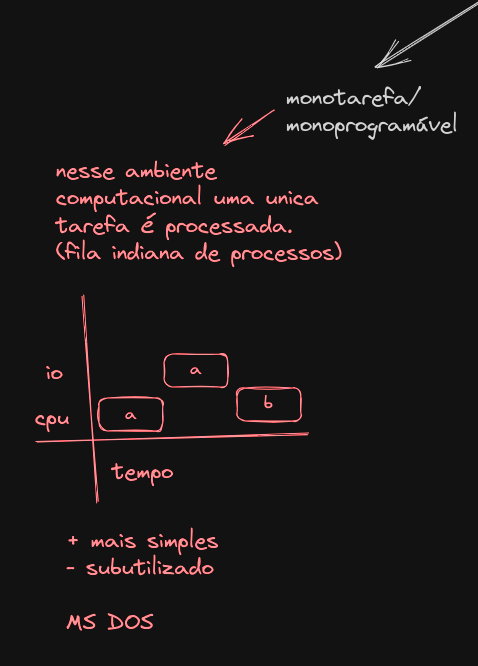 monotarefa/
monoprogramável
nesse ambiente
computacional uma unica
tarefa é processada.
(fila indiana de processos)
io
a
cpu
a
b
tempo
+ mais simples
- subutilizado
MS DOS